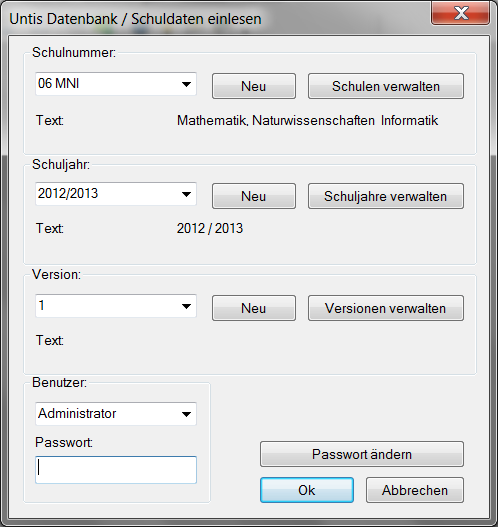 Untis Datenbank / Schuldaten einlesen
Schulnummer:
06 MNI Neu Schulen verwalten
Text: Mathematik, Naturwissenschaften Informatik
Schuljahr:
2012/2013 Neu Schuljahre verwalten
Text: 2012 / 2013
Version:
1 Neu Versionen verwalten
Text:
Benutzer:
Administrator
Passwort:
Passwort ändern
Ok Abbrechen